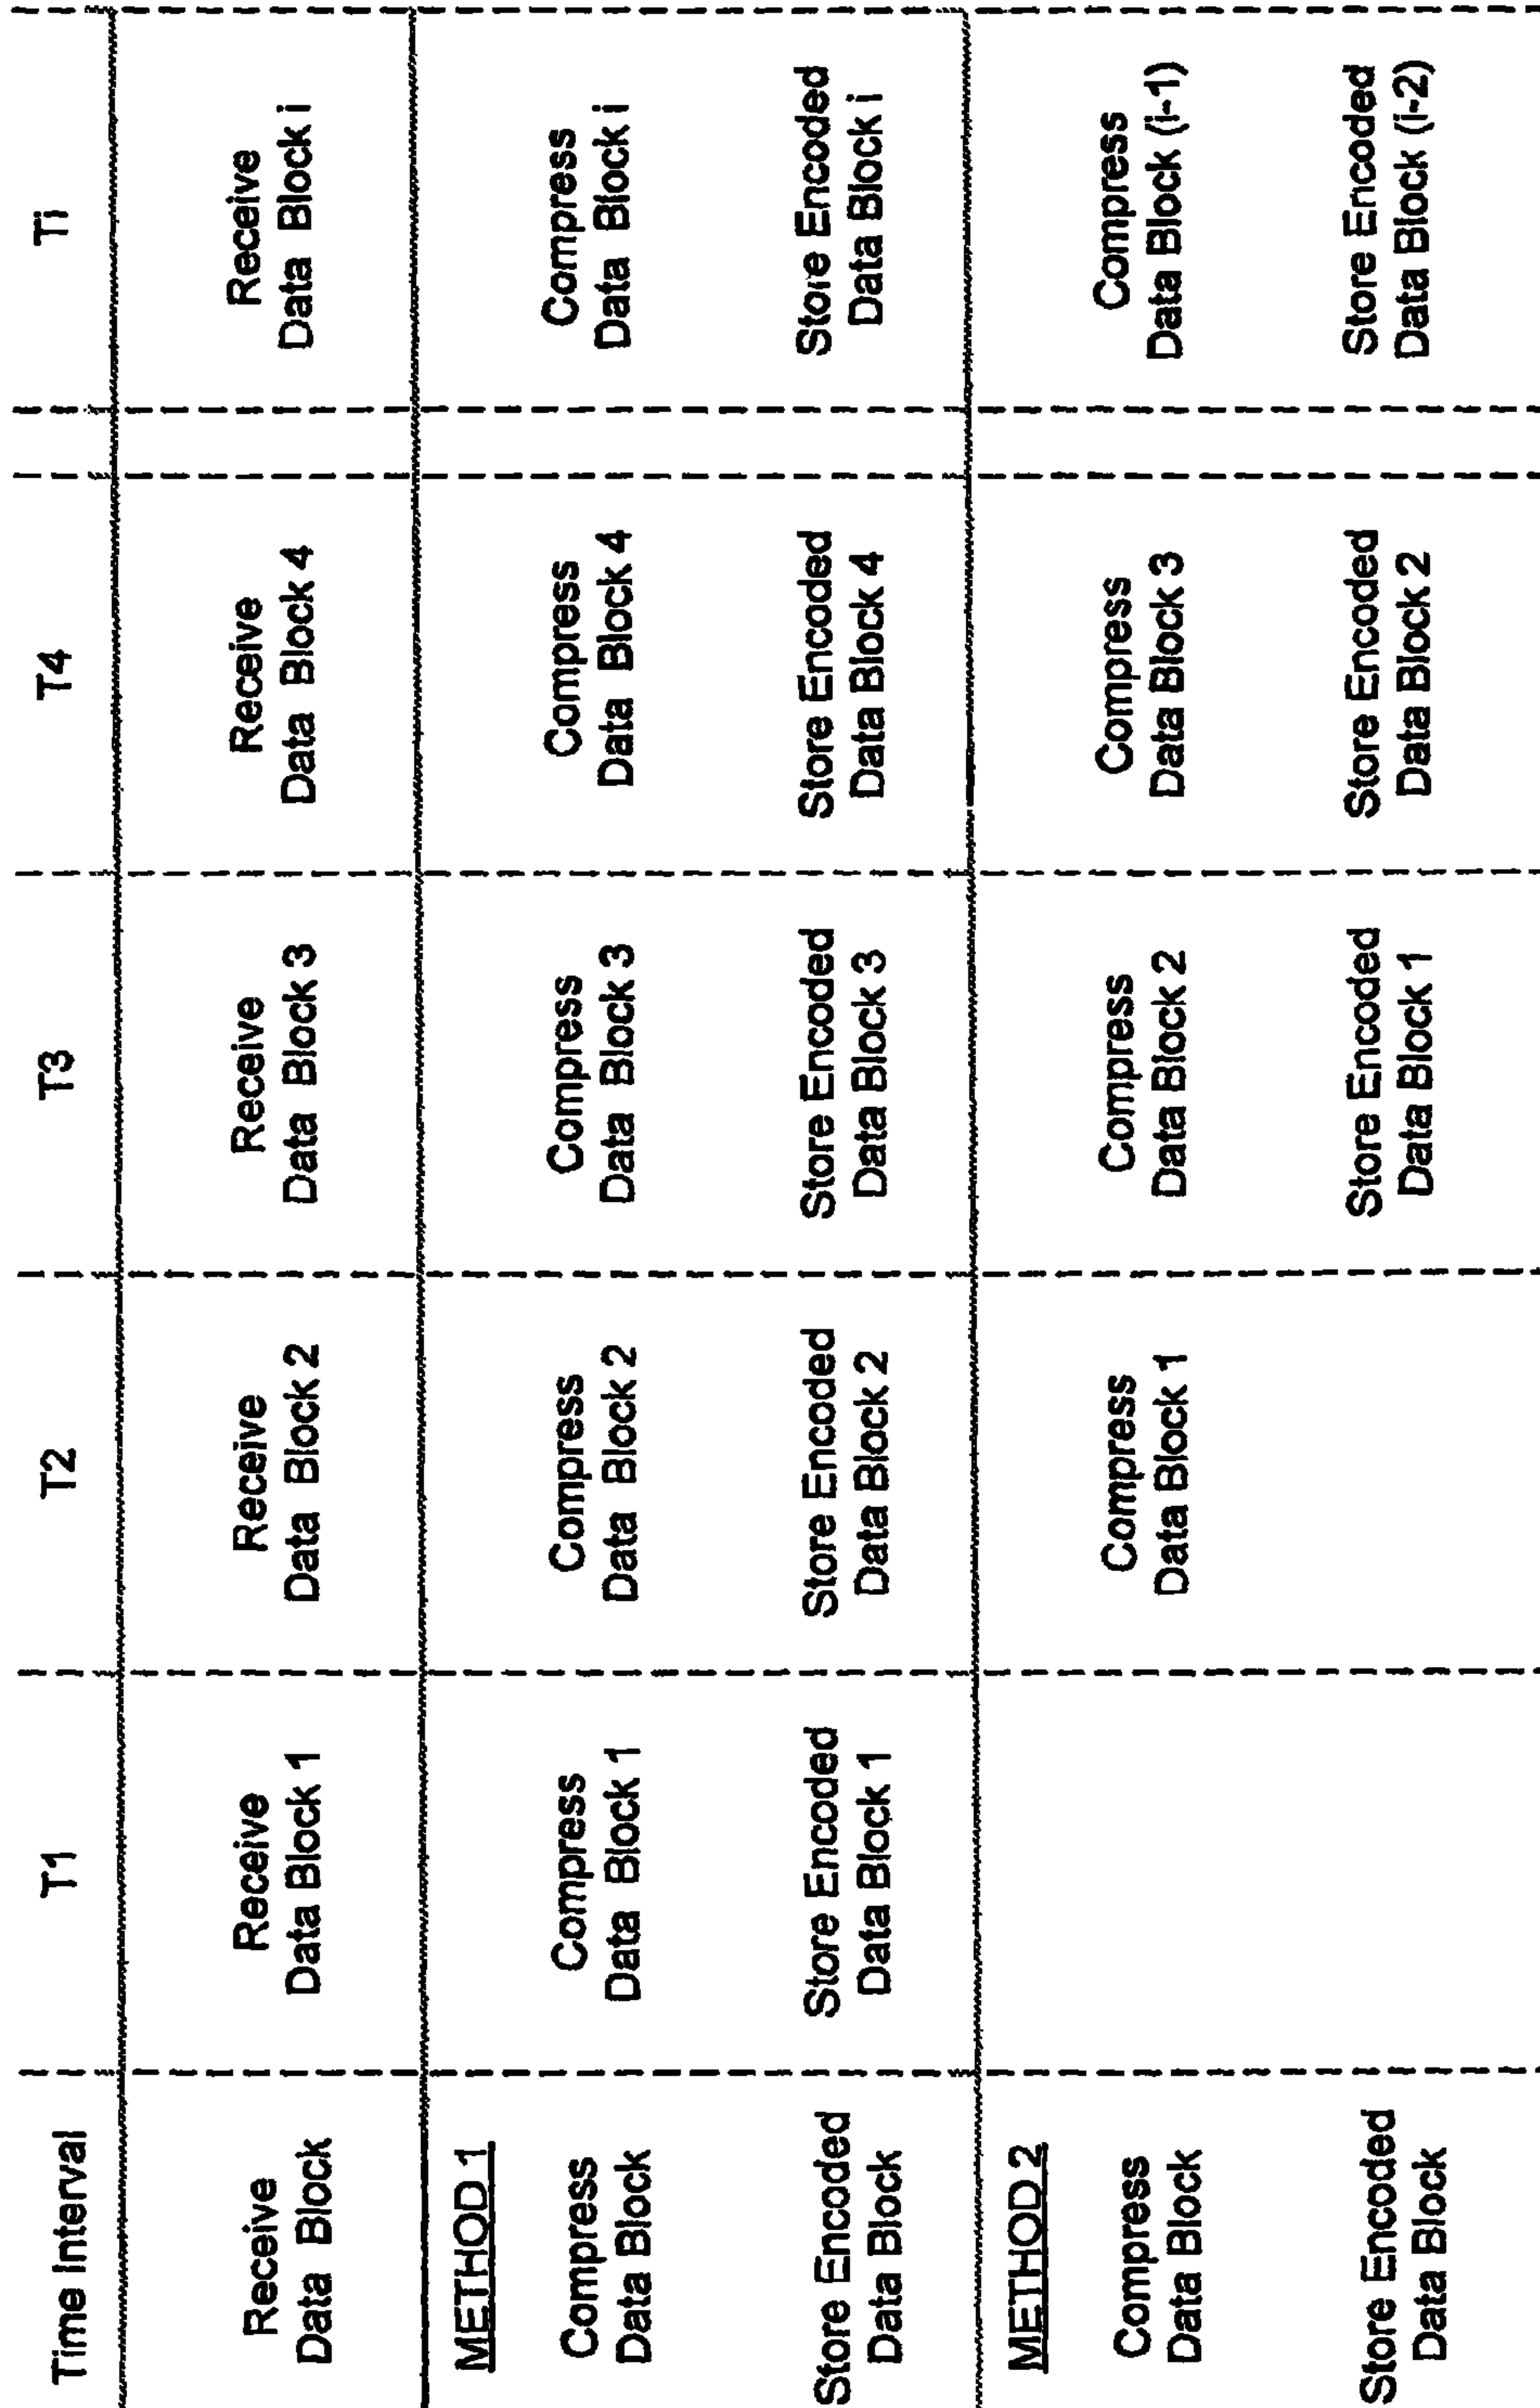 Time Interval T1 T2 T3 T4 Ti
Receive Receive Receive Receive Receive Receive
Data Block Data Block 1 Data Block 2 Data Block 3 Data Block 4 Data Block i
METHOD 1
Compress Compress Compress Compress Compress Compress
Data Block Data Block 1 Data Block 2 Data Block 3 Data Block 4 Data Block i
Store Encoded Store Encoded Store Encoded Store Encoded Store Encoded Store Encoded
Data Block Data Block 1 Data Block 2 Data Block 3 Data Block 4 Data Block i
METHOD 2
Compress Compress Compress Compress Compress
Data Block Data Block 1 Data Block 2 Data Block 3 Data Block (i-1)
Store Encoded Store Encoded Store Encoded Store Encoded
Data Block Data Block 1 Data Block 2 Data Block (i-2)